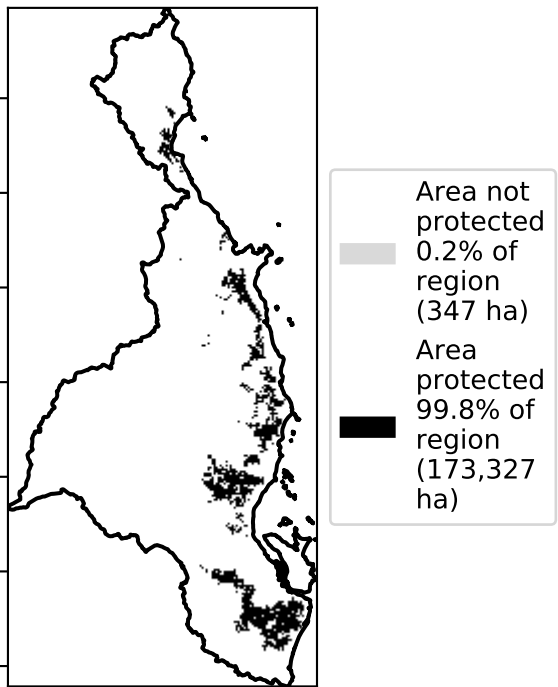 Area not
protected
0.2% of
region
(347 ha)
Area
protected
99.8% of
region
(173,327
ha)